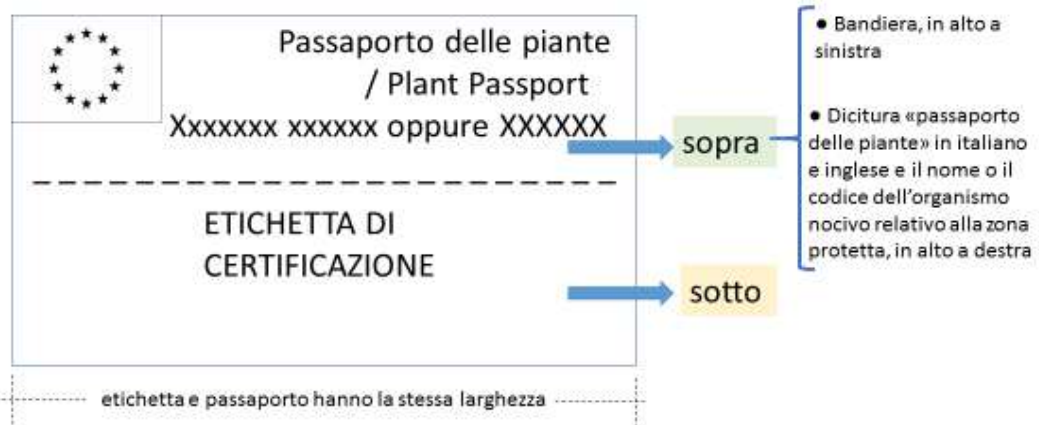 Passaporto delle piante
/ Plant Passport
Xxxxxxx xxxxxx oppure XXXXXX
ETICHETTA DI
CERTIFICAZIONE
sopra
sotto
● Bandiera, in alto a
sinistra
● Dicitura «passaporto
delle piante» in italiano
e inglese e il nome o il
codice dell’organismo
nocivo relativo alla zona
protetta, in alto a destra
etichetta e passaporto hanno la stessa larghezza